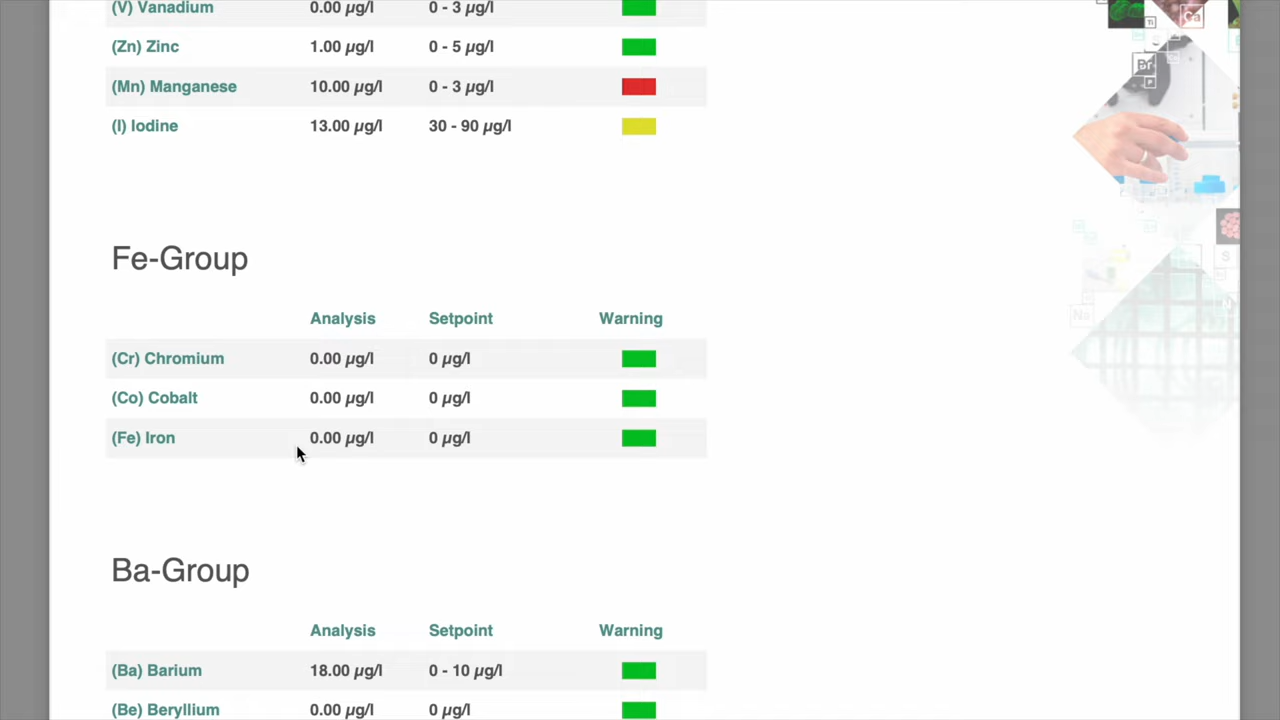 (V) Vanadium 0.00 µg/l 0 - 3 µg/l
(Zn) Zinc 1.00 µg/l 0 - 5 µg/l
(Mn) Manganese 10.00 µg/l 0 - 3 µg/l
(I) Iodine 13.00 µg/l 30 - 90 µg/l
Fe-Group
Analysis Setpoint Warning
(Cr) Chromium 0.00 µg/l 0 µg/l
(Co) Cobalt 0.00 µg/l 0 µg/l
(Fe) Iron 0.00 µg/l 0 µg/l
Ba-Group
Analysis Setpoint Warning
(Ba) Barium 18.00 µg/l 0 - 10 µg/l
(Be) Beryllium 0.00 µg/l 0 µg/l
Ca
Ti
Br
P
S
Na
N